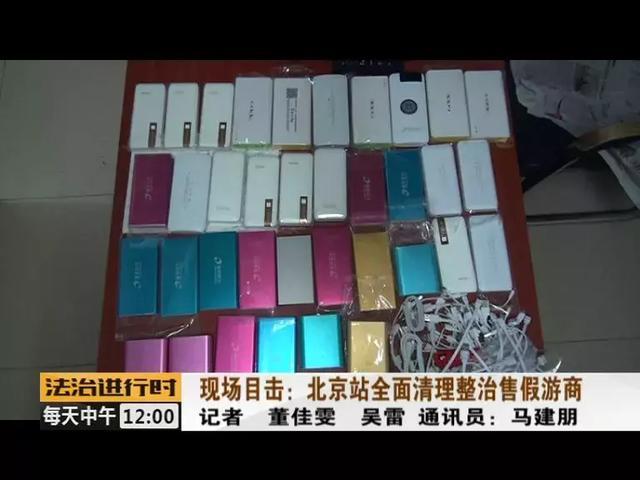 法治进行时
每天中午 12:00
现场目击：北京站全面清理整治售假游商
记者 董佳雯 吴雷 通讯员：马建朋